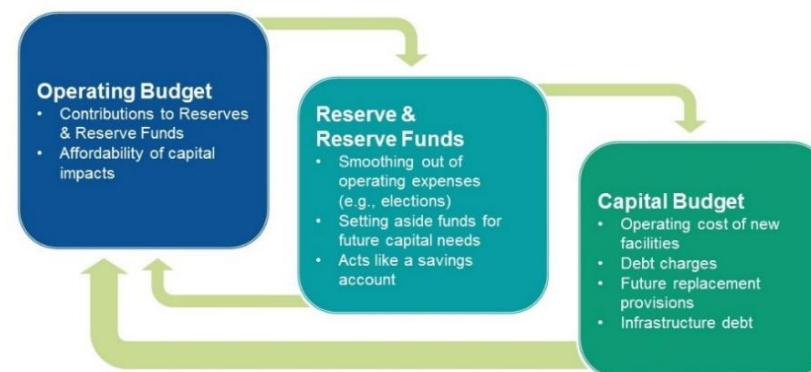 Operating Budget
• Contributions to Reserves
& Reserve Funds
• Affordability of capital
impacts
Reserve &
Reserve Funds
• Smoothing out of
operating expenses
(e.g., elections)
• Setting aside funds for
future capital needs
• Acts like a savings
account
Capital Budget
• Operating cost of new
facilities
• Debt charges
• Future replacement
provisions
• Infrastructure debt